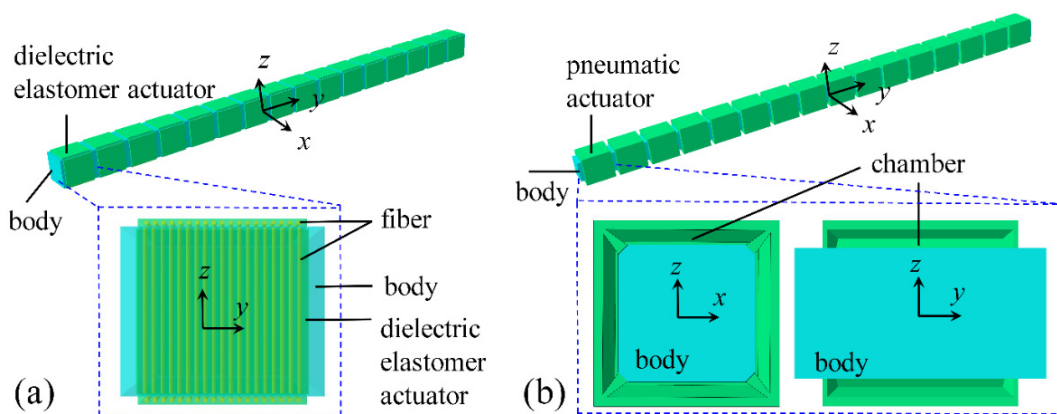 dielectric
elastomer actuator
z
y
x
body
fiber
z
y
body
dielectric
elastomer
actuator
(a)
pneumatic
actuator
z
y
x
body
chamber
z
x
body
z
y
body
(b)